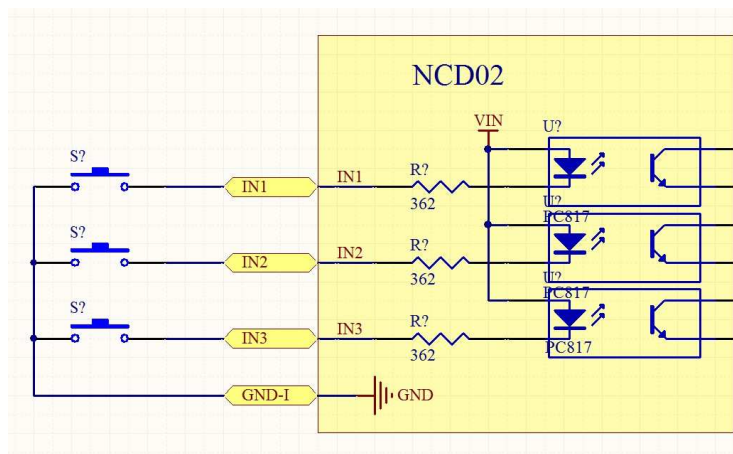 NCD02
VIN
U?
S?
IN1
IN1
R?
362
U?
PC817
S?
IN2
IN2
R?
362
U?
PC817
S?
IN3
IN3
R?
362
PC817
GND-I
GND